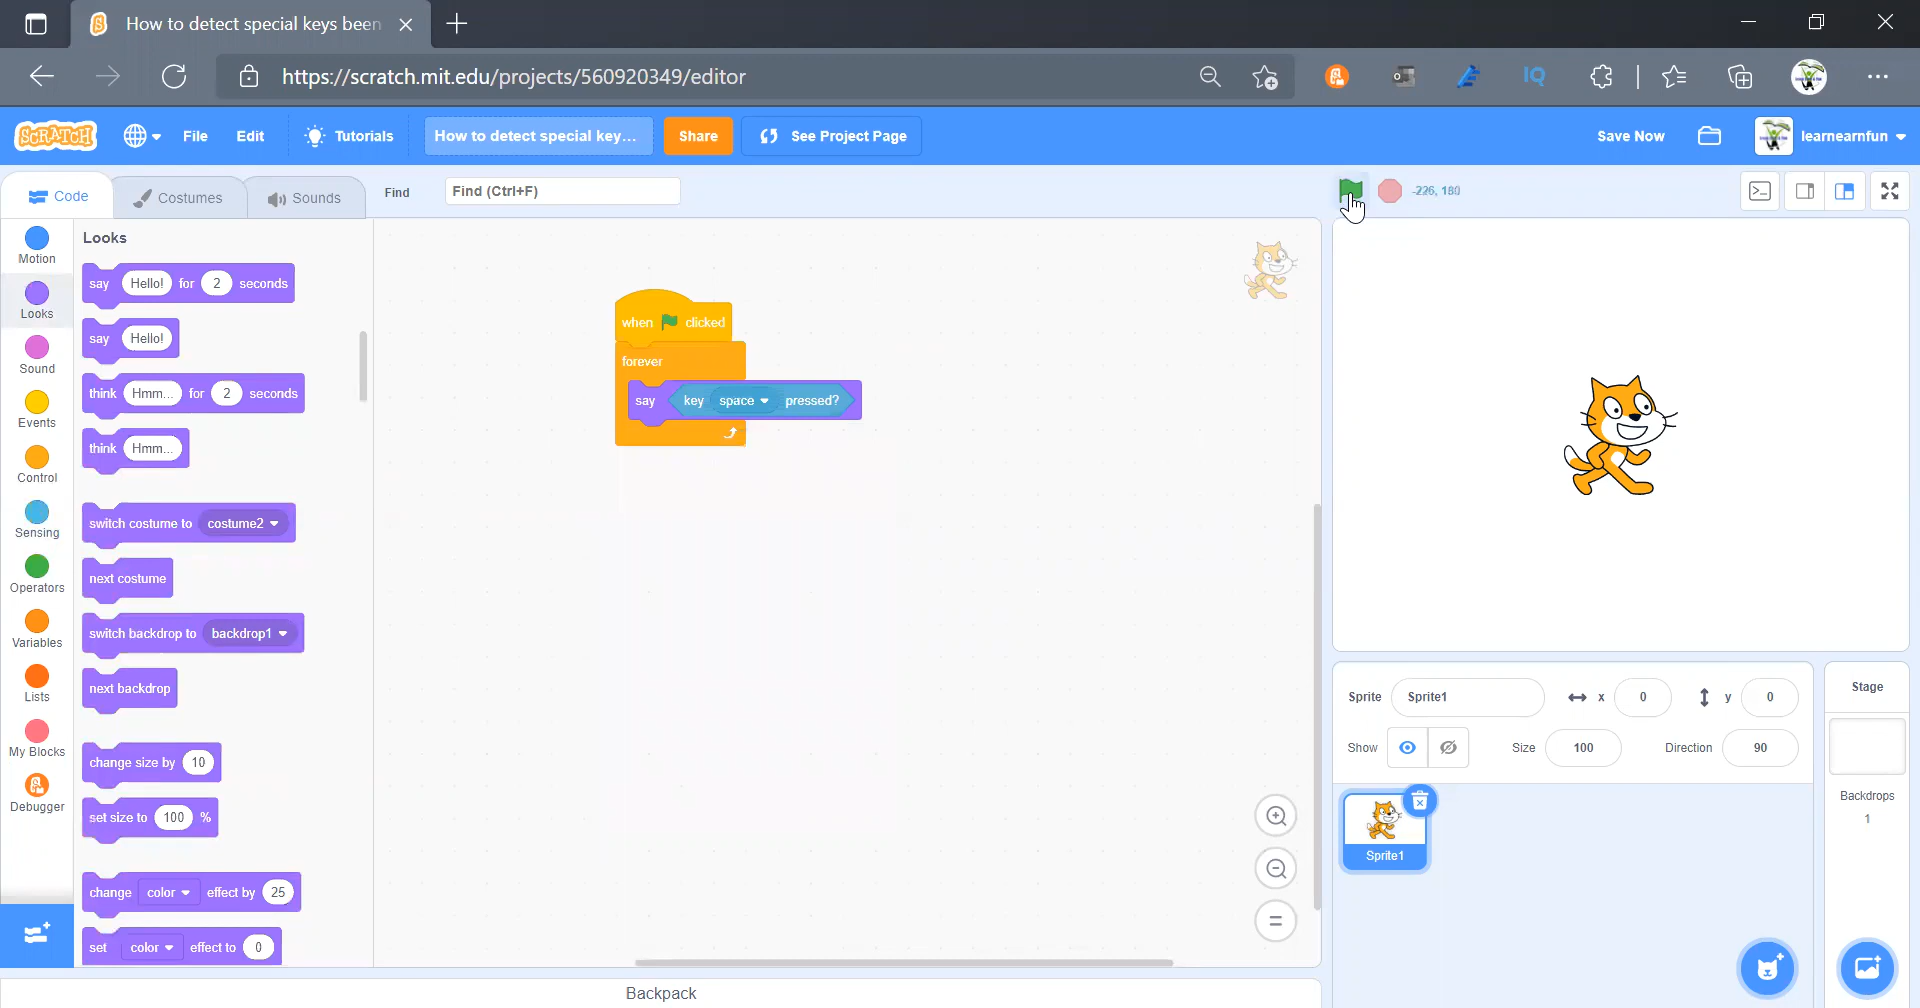 How to detect special keys been
https://scratch.mit.edu/projects/560920349/editor
IQ
SCRATCH
File
Edit
Tutorials
How to detect special key...
Share
See Project Page
Save Now
learnearnfun
Code
Costumes
Sounds
Find
Find (Ctrl+F)
-226, 180
Motion
Looks
Sound
Events
Control
Sensing
Operators
Variables
Lists
My Blocks
Debugger
Looks
say Hello! for 2 seconds
say Hello!
think Hmm... for 2 seconds
think Hmm...
switch costume to costume2
next costume
switch backdrop to backdrop1
next backdrop
change size by 10
set size to 100 %
change color effect by 25
set color effect to 0
when clicked
forever
say key space pressed?
Sprite Sprite1 x 0 y 0
Show Size 100 Direction 90
Sprite1
Stage
Backdrops
1
Backpack